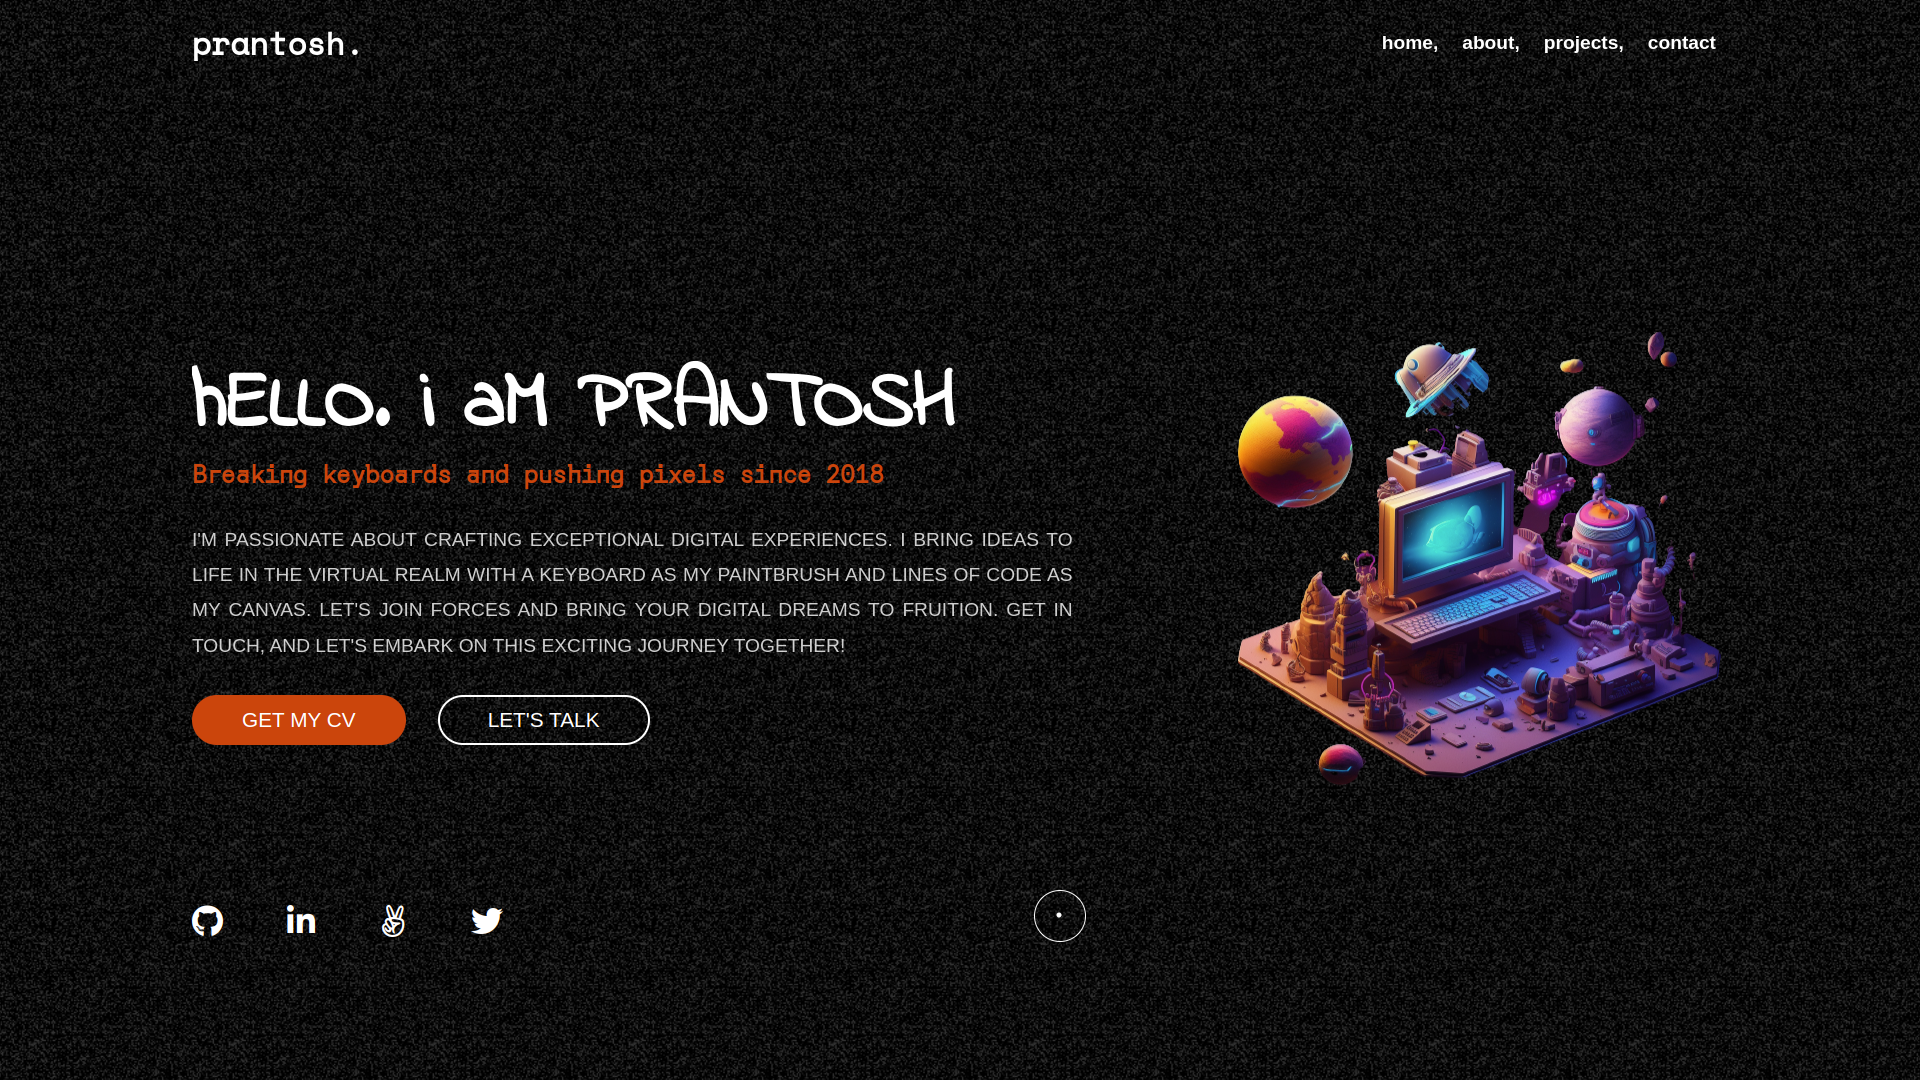 prantosh.
home, about, projects, contact
hELLO. i aM PRANTOSH
Breaking keyboards and pushing pixels since 2018
I'M PASSIONATE ABOUT CRAFTING EXCEPTIONAL DIGITAL EXPERIENCES. I BRING IDEAS TO
LIFE IN THE VIRTUAL REALM WITH A KEYBOARD AS MY PAINTBRUSH AND LINES OF CODE AS
MY CANVAS. LET'S JOIN FORCES AND BRING YOUR DIGITAL DREAMS TO FRUITION. GET IN
TOUCH, AND LET'S EMBARK ON THIS EXCITING JOURNEY TOGETHER!
GET MY CV
LET'S TALK